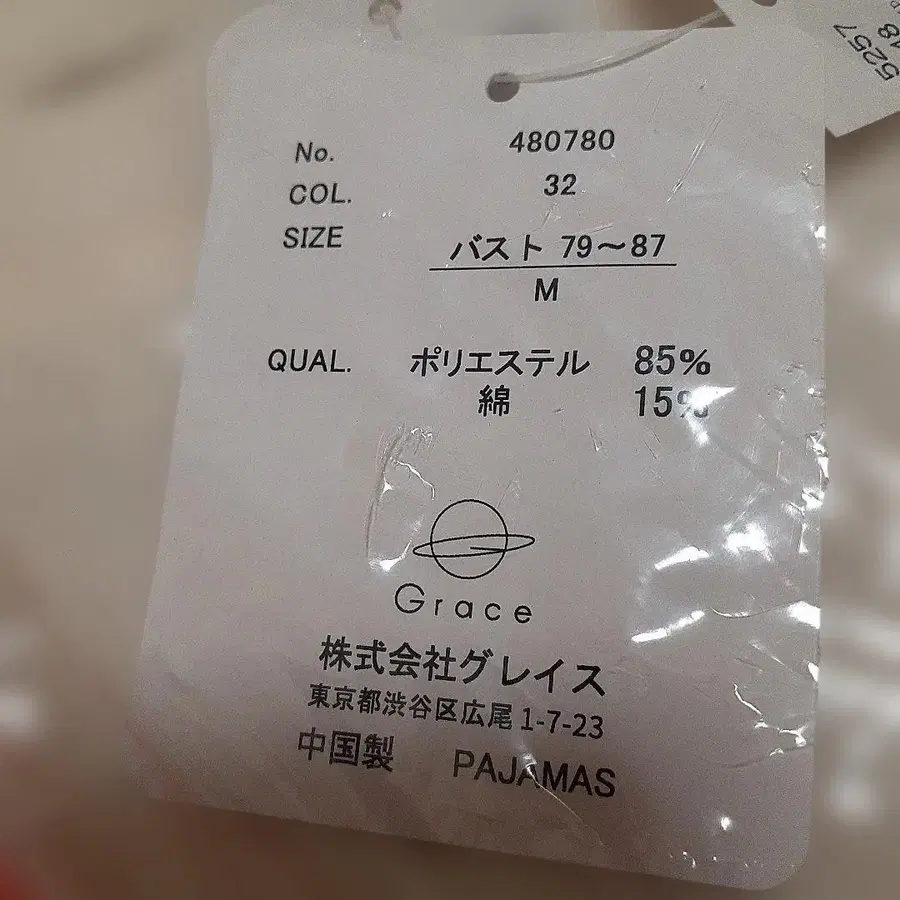 5257
18
No. 480780
COL. 32
SIZE バスト 79～87
M
QUAL. ポリエステル 85%
綿 15%
Grace
株式会社グレイス
東京都渋谷区広尾 1-7-23
中国製 PAJAMAS